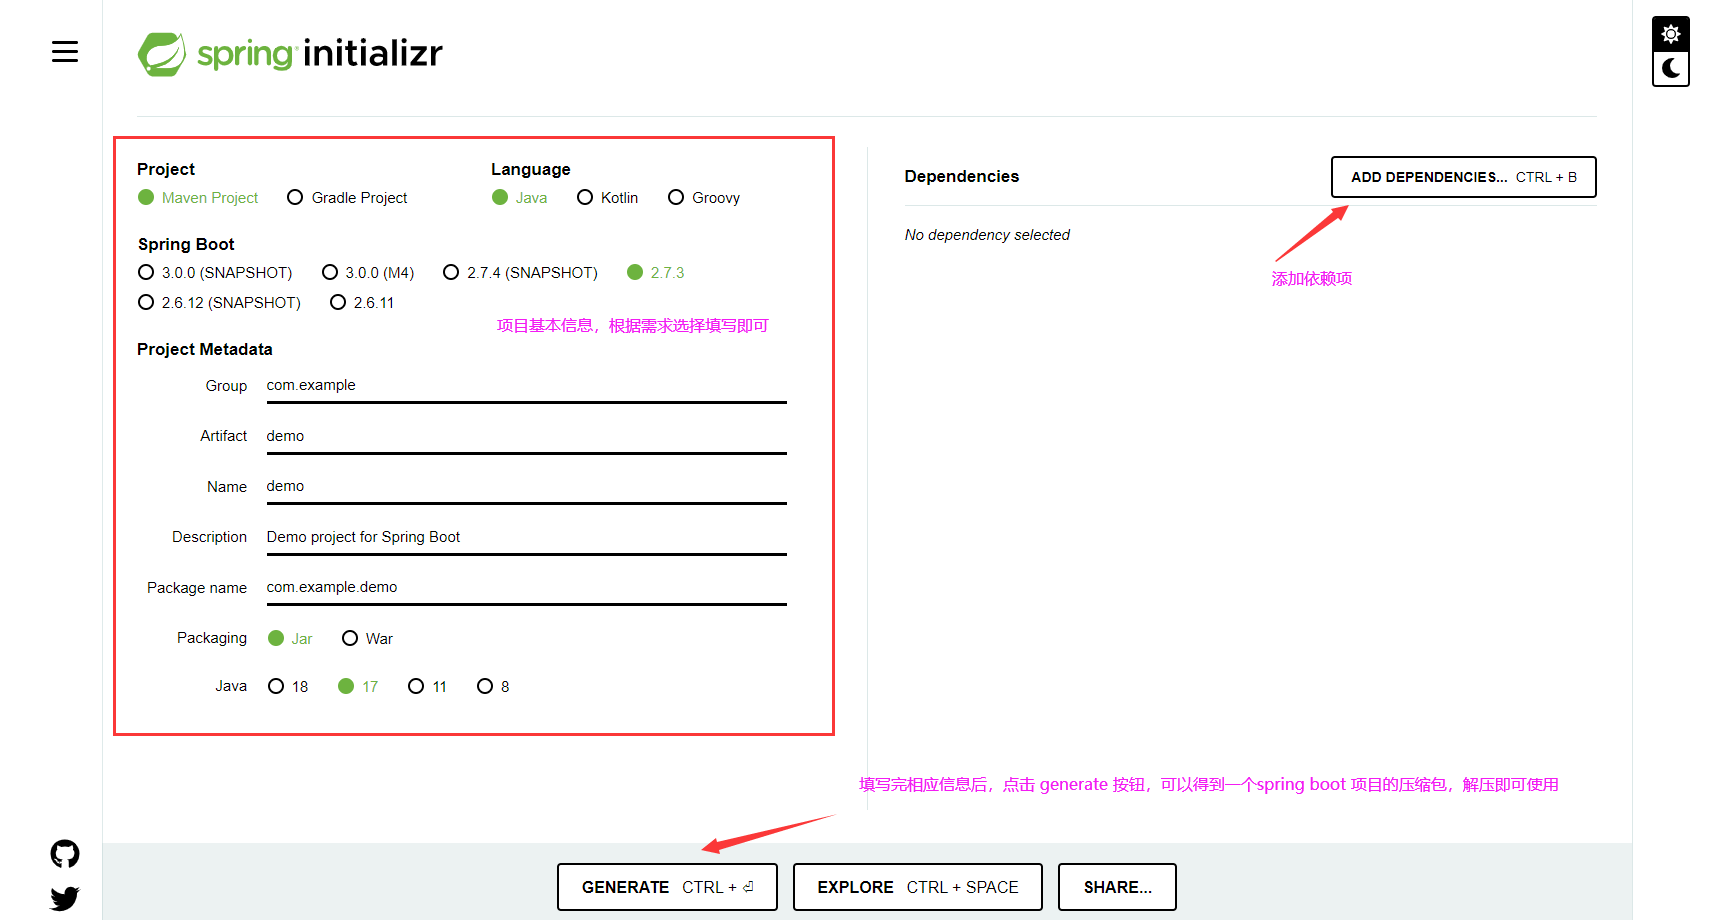 spring initializr
Project
Maven Project Gradle Project
Language
Java Kotlin Groovy
Spring Boot
3.0.0 (SNAPSHOT) 3.0.0 (M4) 2.7.4 (SNAPSHOT) 2.7.3
2.6.12 (SNAPSHOT) 2.6.11
项目基本信息，根据需求选择填写即可
Project Metadata
Group com.example
Artifact demo
Name demo
Description Demo project for Spring Boot
Package name com.example.demo
Packaging Jar War
Java 18 17 11 8
Dependencies
ADD DEPENDENCIES... CTRL + B
No dependency selected
添加依赖项
填写完相应信息后，点击 generate 按钮，可以得到一个spring boot 项目的压缩包，解压即可使用
GENERATE CTRL + ⏎
EXPLORE CTRL + SPACE
SHARE...